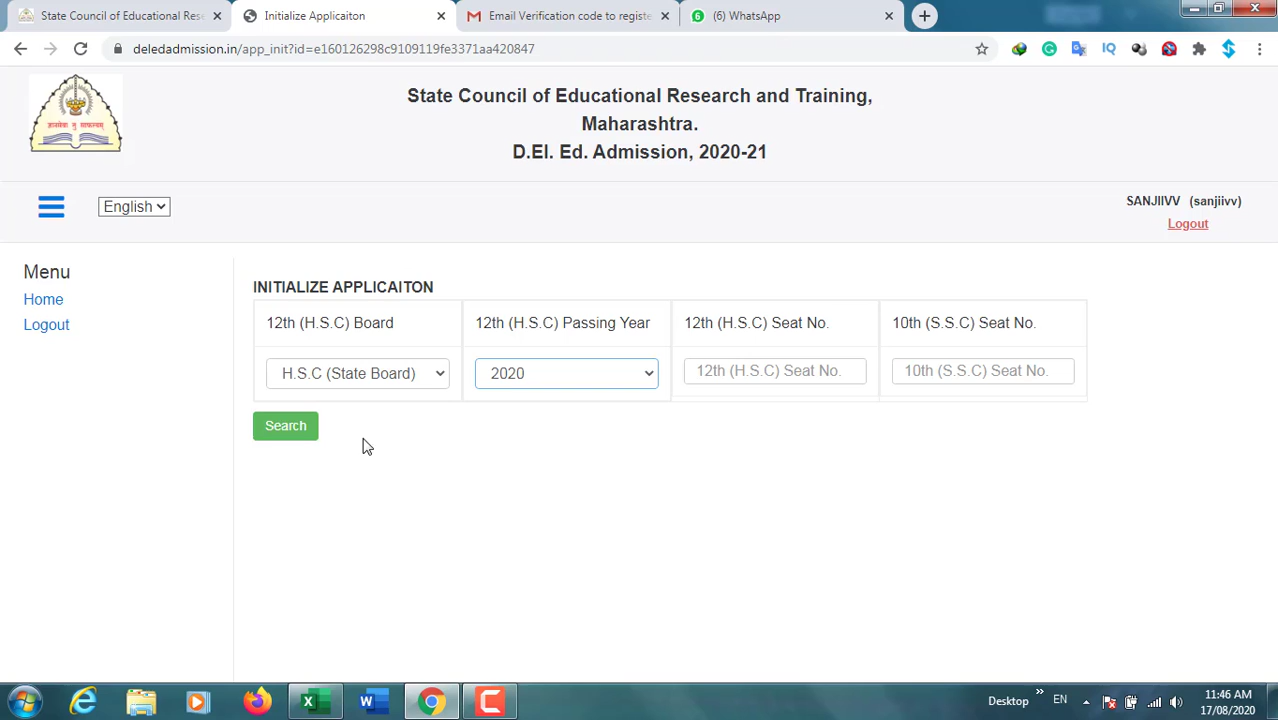 State Council of Educational Rese
Initialize Applicaiton
Email Verification code to registe
(6) WhatsApp
deledadmission.in/app_init?id=e160126298c9109119fe3371aa420847
State Council of Educational Research and Training,
Maharashtra.
D.El. Ed. Admission, 2020-21
ज्ञानसेवा तु साफल्यम्
English
SANJIIVV (sanjiivv)
Logout
Menu
Home
Logout
INITIALIZE APPLICAITON
12th (H.S.C) Board 12th (H.S.C) Passing Year 12th (H.S.C) Seat No. 10th (S.S.C) Seat No.
H.S.C (State Board) 2020 12th (H.S.C) Seat No. 10th (S.S.C) Seat No.
Search
Desktop EN 11:46 AM
17/08/2020